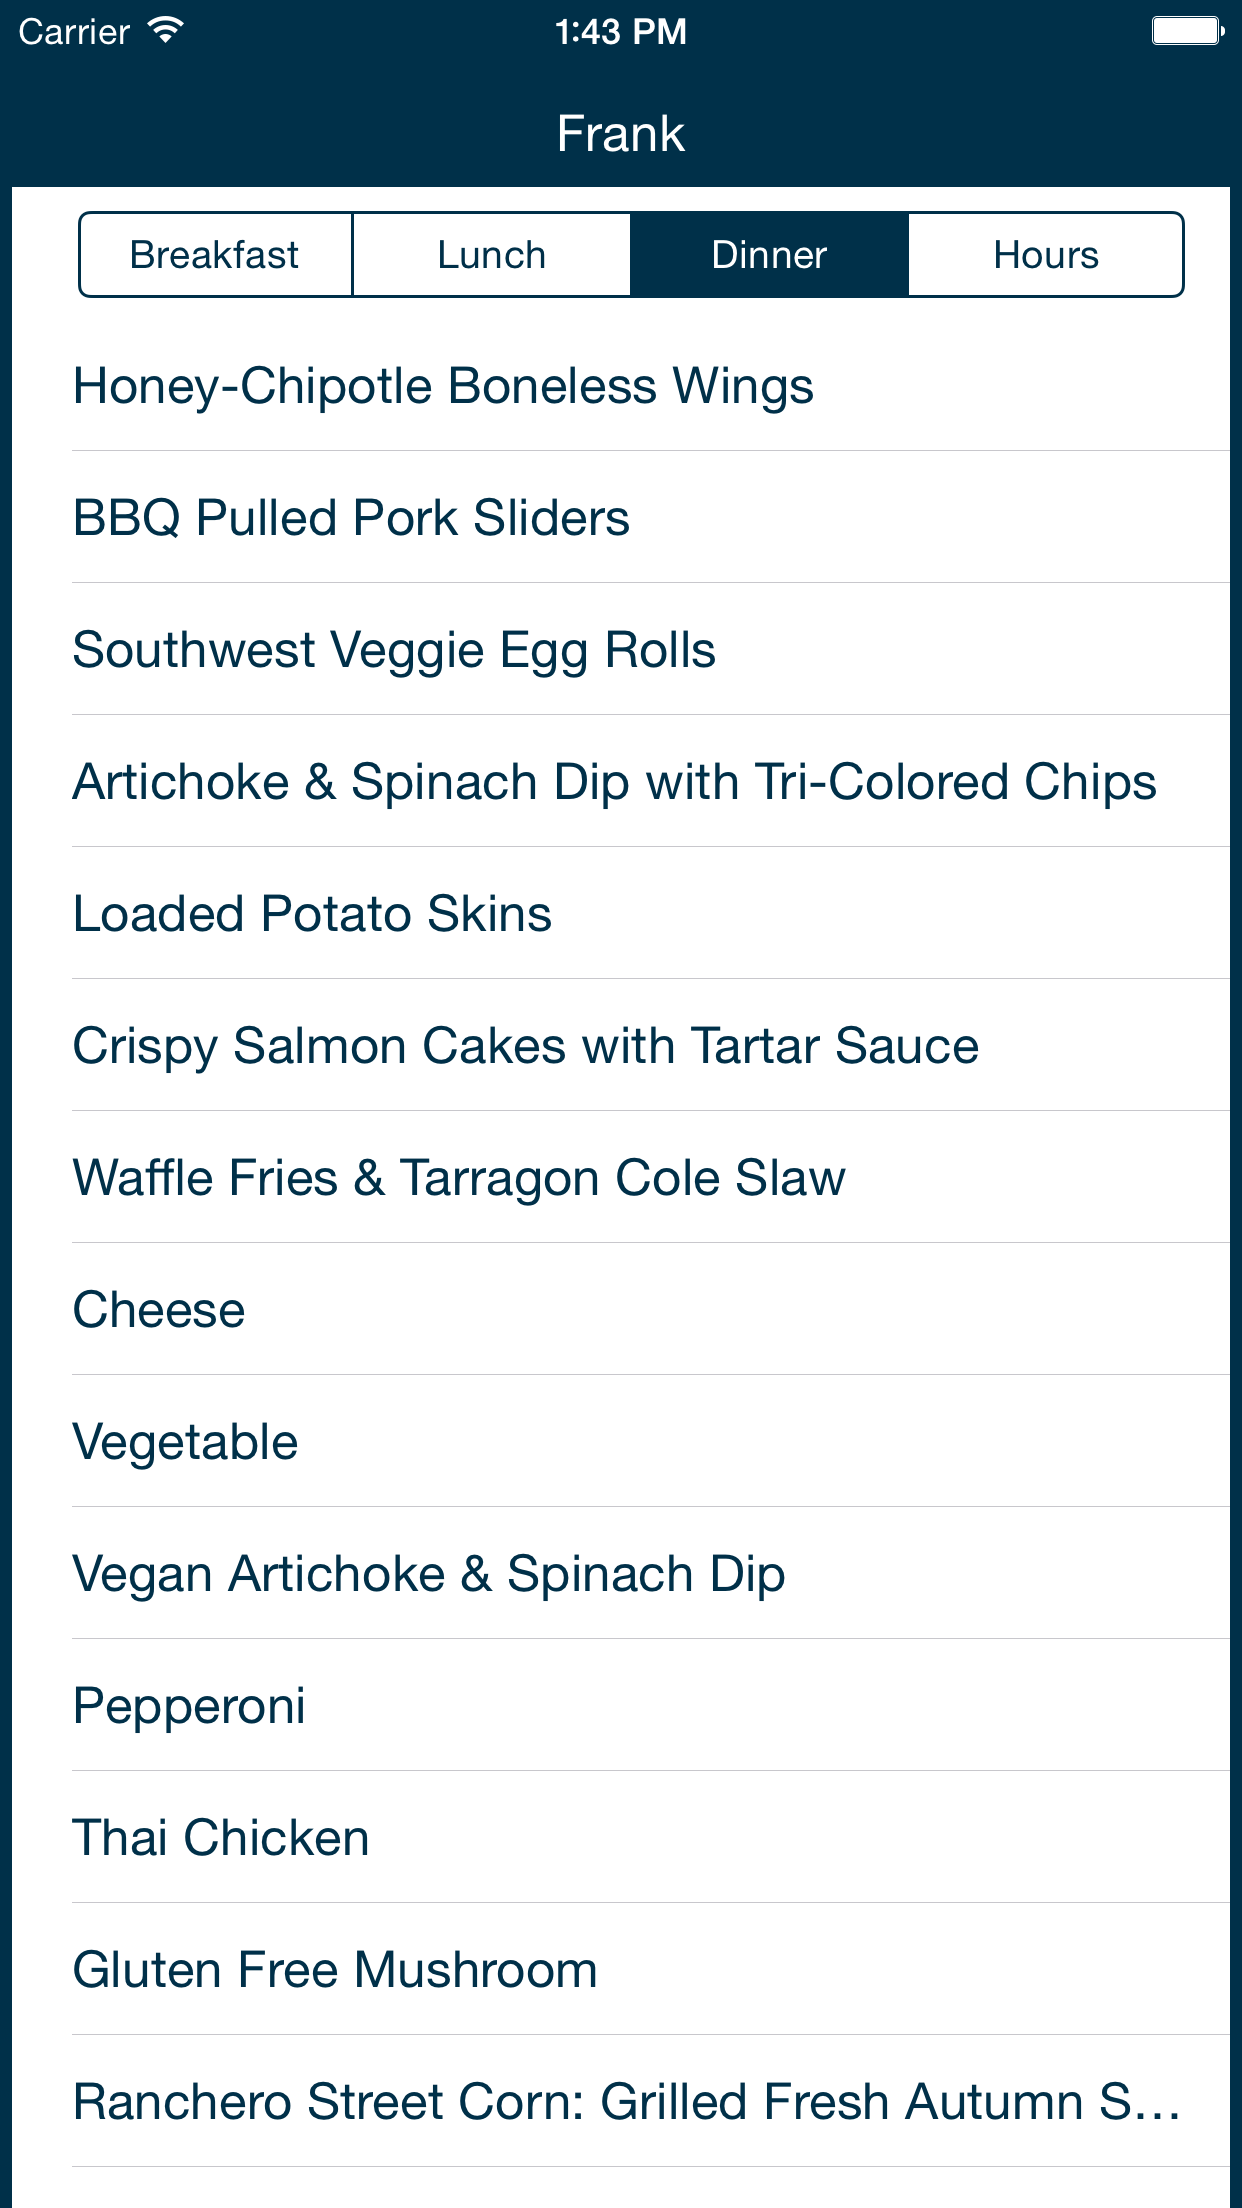 Carrier 1:43 PM
Frank
Breakfast Lunch Dinner Hours
Honey-Chipotle Boneless Wings
BBQ Pulled Pork Sliders
Southwest Veggie Egg Rolls
Artichoke & Spinach Dip with Tri-Colored Chips
Loaded Potato Skins
Crispy Salmon Cakes with Tartar Sauce
Waffle Fries & Tarragon Cole Slaw
Cheese
Vegetable
Vegan Artichoke & Spinach Dip
Pepperoni
Thai Chicken
Gluten Free Mushroom
Ranchero Street Corn: Grilled Fresh Autumn S...